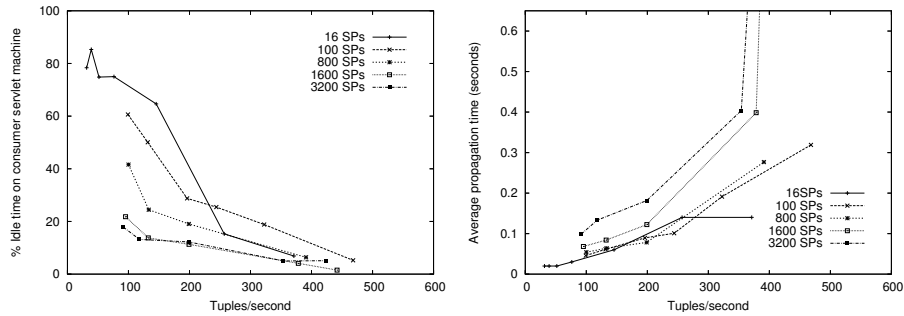 % Idle time on consumer servlet machine
100
80
60
40
20
0
0 100 200 300 400 500 600
Tuples/second
16 SPs
100 SPs
800 SPs
1600 SPs
3200 SPs
Average propagation time (seconds)
0.6
0.5
0.4
0.3
0.2
0.1
0
0 100 200 300 400 500 600
Tuples/second
16SPs
100 SPs
800 SPs
1600 SPs
3200 SPs